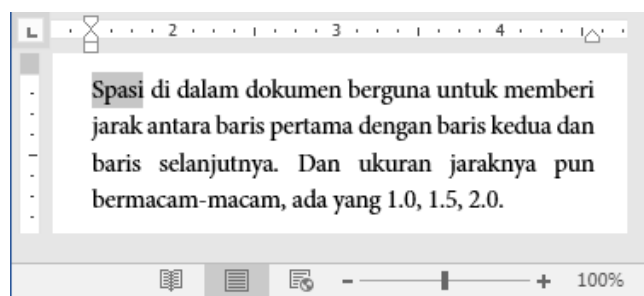 2 3 4
Spasi di dalam dokumen berguna untuk memberi
jarak antara baris pertama dengan baris kedua dan
baris selanjutnya. Dan ukuran jaraknya pun
bermacam-macam, ada yang 1.0, 1.5, 2.0.
100%